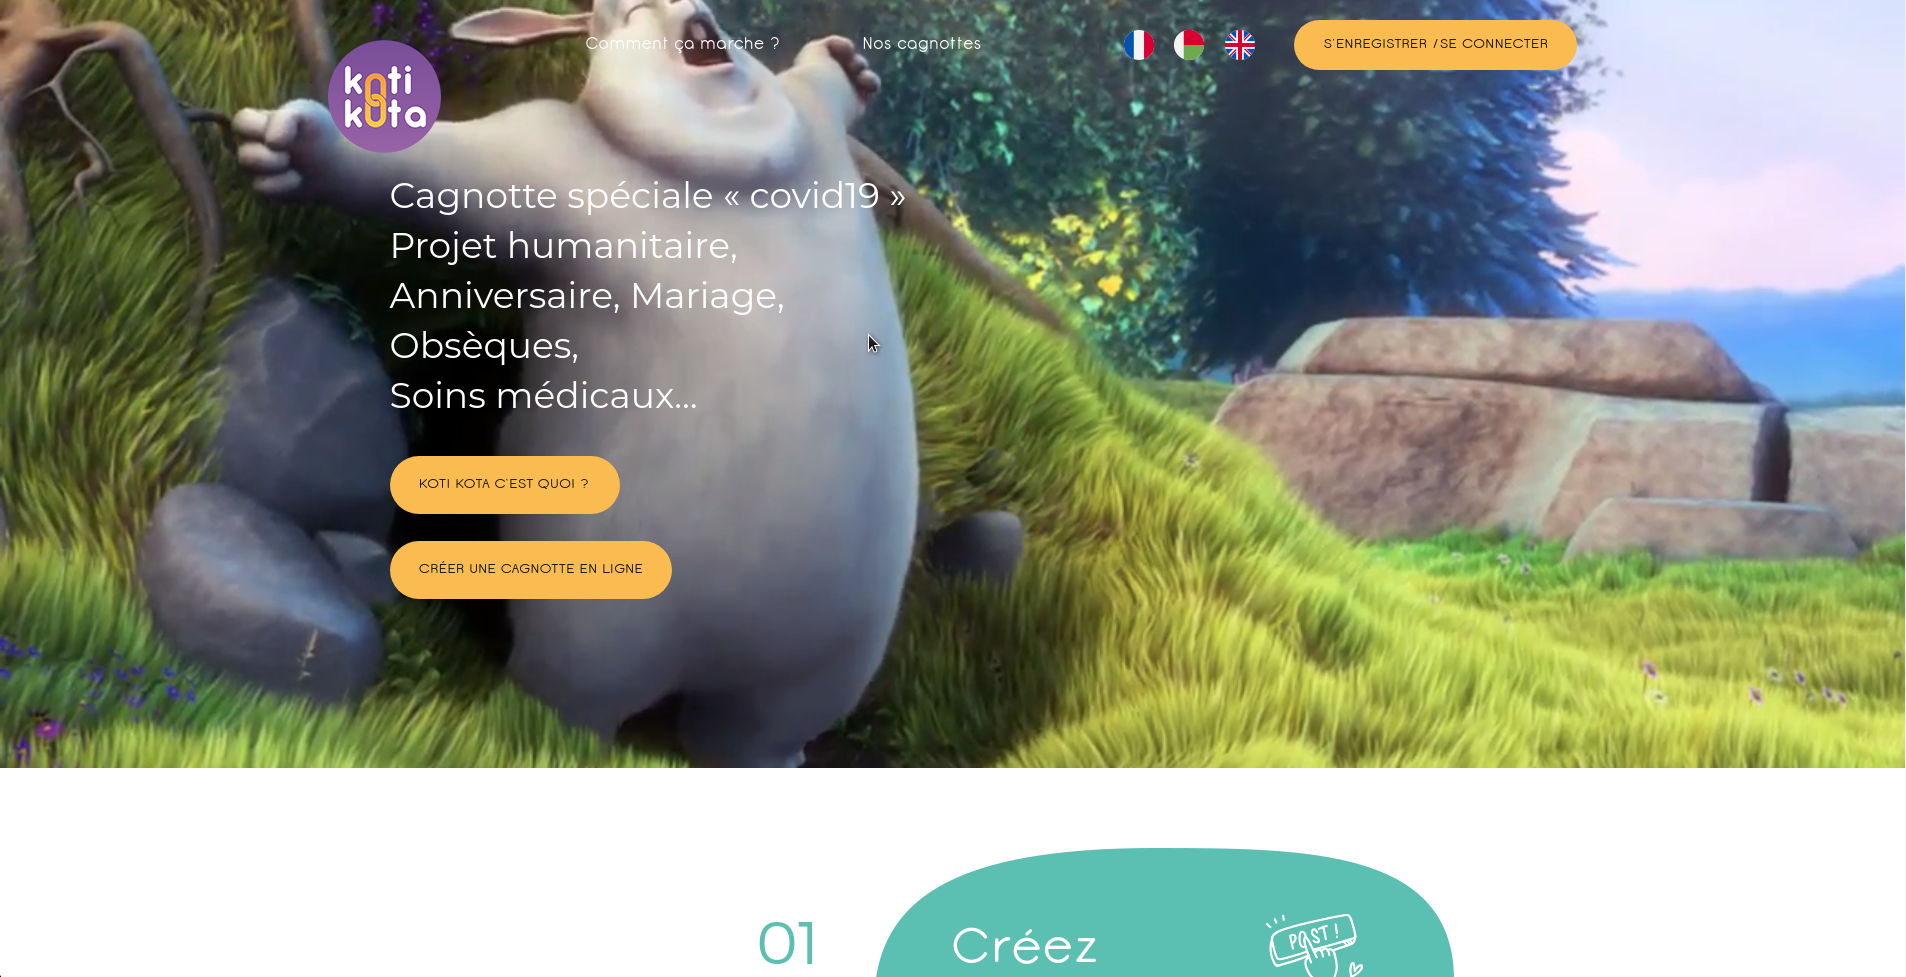 koti
kota
Comment ça marche ?
Nos cagnottes
S'ENREGISTRER / SE CONNECTER
Cagnotte spéciale « covid19 »
Projet humanitaire,
Anniversaire, Mariage,
Obsèques,
Soins médicaux...
KOTI KOTA C'EST QUOI ?
CRÉER UNE CAGNOTTE EN LIGNE
01
Créez
POST !